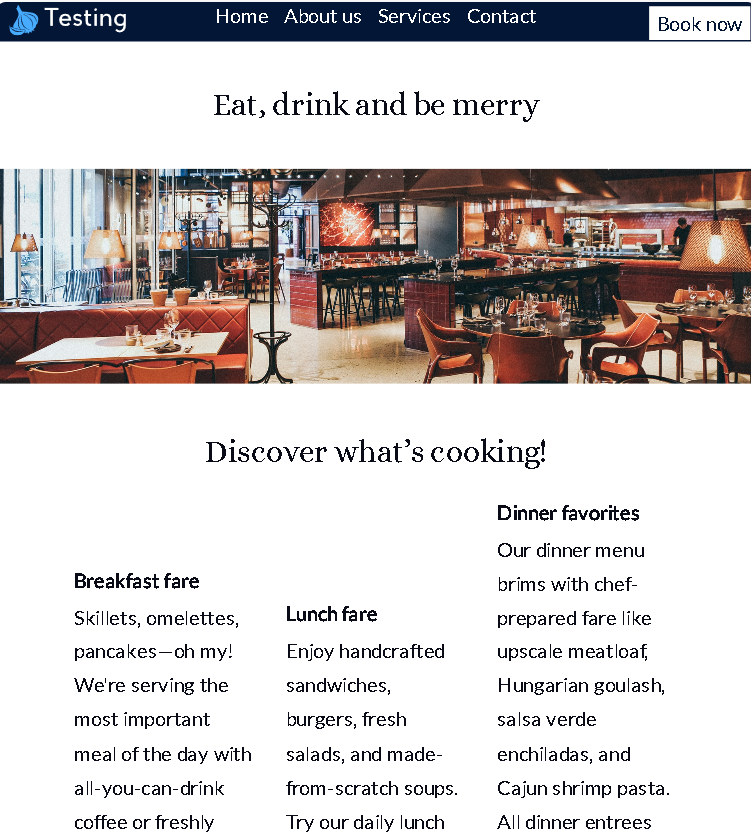 Testing
Home About us Services Contact
Book now
Eat, drink and be merry
Discover what’s cooking!
Breakfast fare
Skillets, omelettes,
pancakes—oh my!
We're serving the
most important
meal of the day with
all-you-can-drink
coffee or freshly
Lunch fare
Enjoy handcrafted
sandwiches,
burgers, fresh
salads, and made-
from-scratch soups.
Try our daily lunch
Dinner favorites
Our dinner menu
brims with chef-
prepared fare like
upscale meatloaf,
Hungarian goulash,
salsa verde
enchiladas, and
Cajun shrimp pasta.
All dinner entrees